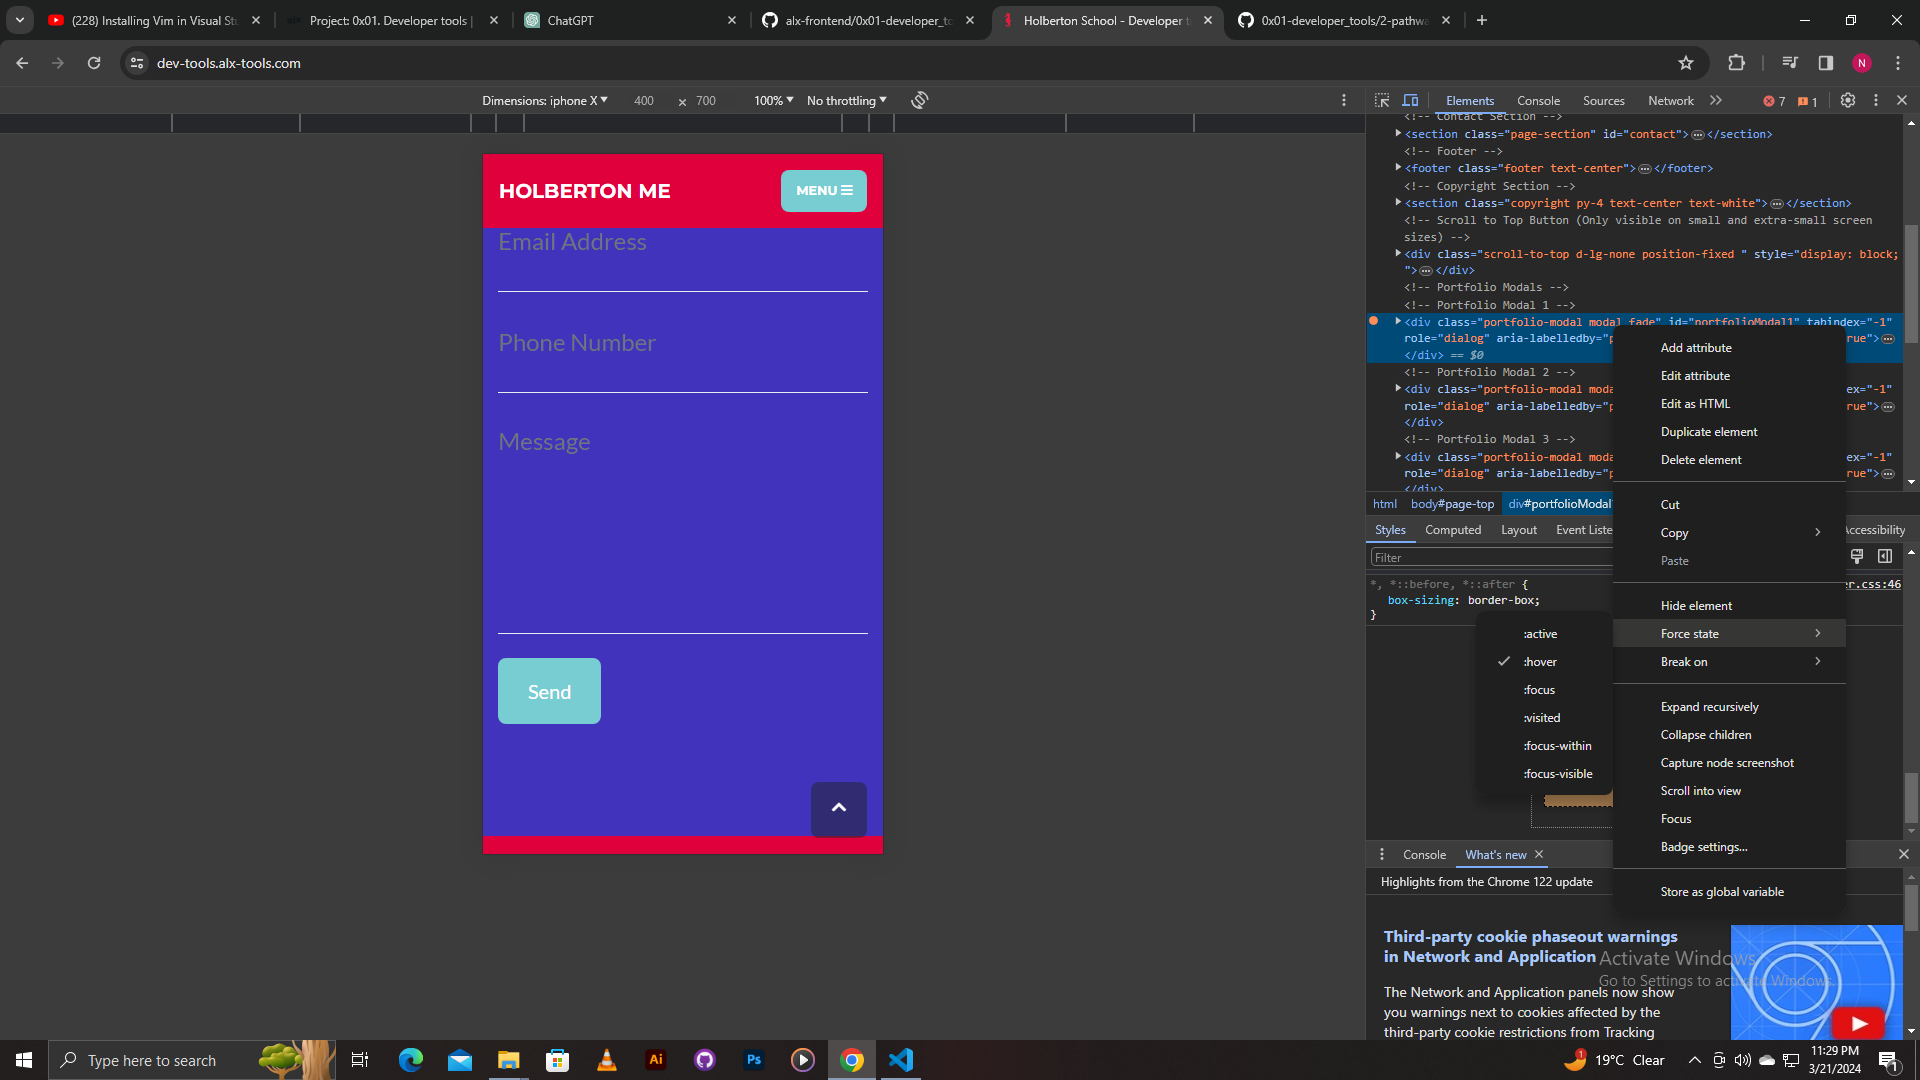 (228) Installing Vim in Visual Stu
Project: 0x01. Developer tools |
ChatGPT
alx-frontend/0x01-developer_to
Holberton School - Developer t
0x01-developer_tools/2-pathwa
dev-tools.alx-tools.com
N
Dimensions: iphone X 400 × 700 100% No throttling
Elements Console Sources Network 7 1
HOLBERTON ME
MENU
Email Address
Phone Number
Message
Send
<!-- Contact Section -->
<section class="page-section" id="contact"> </section>
<!-- Footer -->
<footer class="footer text-center"> </footer>
<!-- Copyright Section -->
<section class="copyright py-4 text-center text-white"> </section>
<!-- Scroll to Top Button (Only visible on small and extra-small screen
sizes) -->
<div class="scroll-to-top d-lg-none position-fixed " style="display: block;
"> </div>
<!-- Portfolio Modals -->
<!-- Portfolio Modal 1 -->
<div class="portfolio-modal modal fade" id="portfolioModal1" tabindex="-1"
role="dialog" aria-labelledby="p rue">
</div> == $0
<!-- Portfolio Modal 2 -->
<div class="portfolio-modal moda ex="-1"
role="dialog" aria-labelledby="p rue">
</div>
<!-- Portfolio Modal 3 -->
<div class="portfolio-modal moda ex="-1"
role="dialog" aria-labelledby="p rue">
</div>
html body#page-top div#portfolioModal1
Styles Computed Layout Event Liste Accessibility
Filter
*, *::before, *::after { r.css:46
box-sizing: border-box;
}
Add attribute
Edit attribute
Edit as HTML
Duplicate element
Delete element
Cut
Copy
Paste
Hide element
Force state
Break on
Expand recursively
Collapse children
Capture node screenshot
Scroll into view
Focus
Badge settings...
Store as global variable
:active
:hover
:focus
:visited
:focus-within
:focus-visible
Console What's new
Highlights from the Chrome 122 update
Third-party cookie phaseout warnings
in Network and Application
The Network and Application panels now show
you warnings next to cookies affected by the
third-party cookie restrictions from Tracking
Activate Windows
Go to Settings to activate Windows.
Type here to search
Ai
Ps
1
19°C Clear
11:29 PM
3/21/2024
1